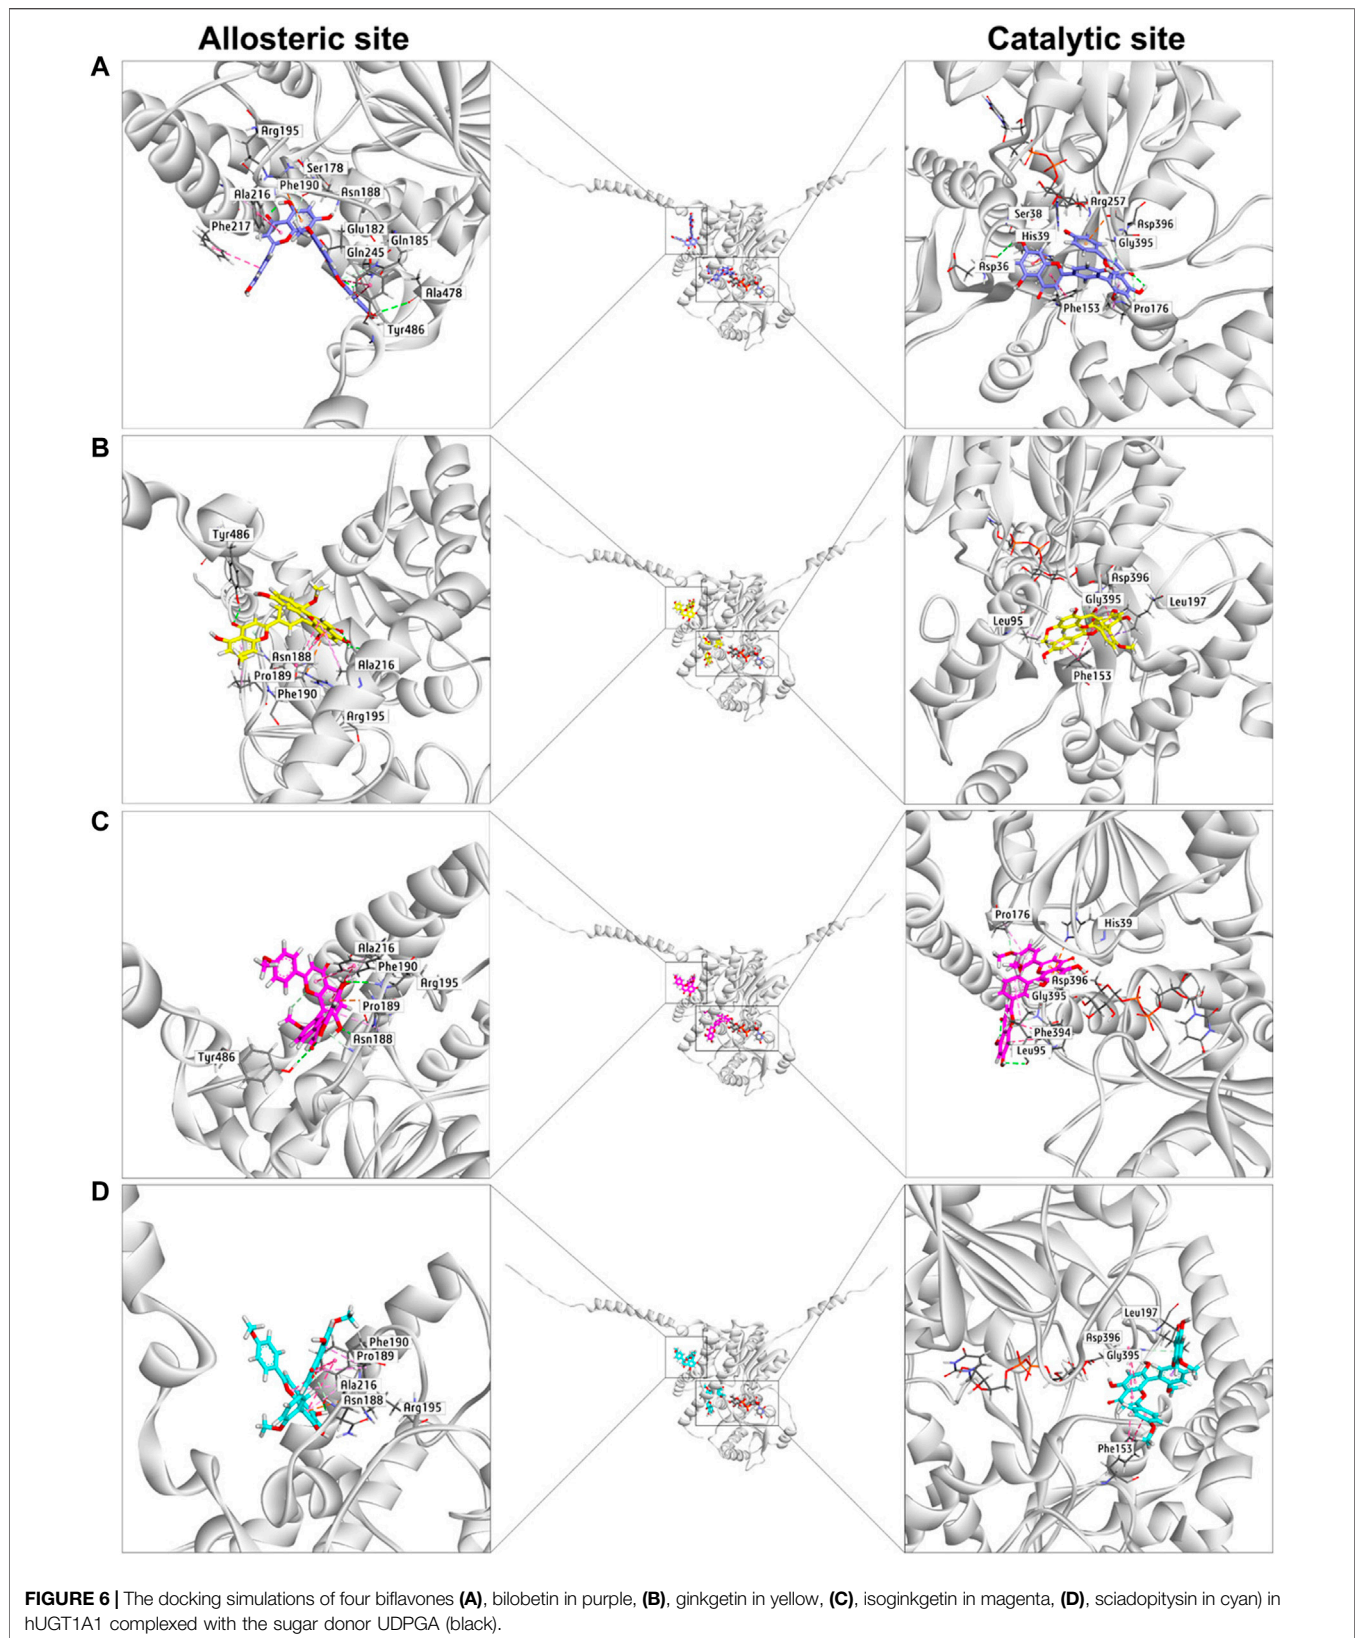 Allosteric site
Catalytic site
A
Arg195
Ser178
Phe190
Ala216
Asn188
Phe217
Glu182
Gln185
Gln245
Ala478
Tyr486
Arg257
Ser38
Asp396
His39
Gly395
Asp36
Phe153
Pro176
B
Tyr486
Asn188
Ala216
Pro189
Phe190
Arg195
Asp396
Gly395
Leu197
Leu95
Phe153
C
Ala216
Phe190
Arg195
Pro189
Asn188
Tyr486
Pro176
His39
Asp396
Gly395
Phe394
Leu95
D
Phe190
Pro189
Ala216
Asn188
Arg195
Leu197
Asp396
Gly395
Phe153
FIGURE 6 | The docking simulations of four biflavones (A), bilobetin in purple, (B), ginkgetin in yellow, (C), isoginkgetin in magenta, (D), sciadopitysin in cyan) in
hUGT1A1 complexed with the sugar donor UDPGA (black).